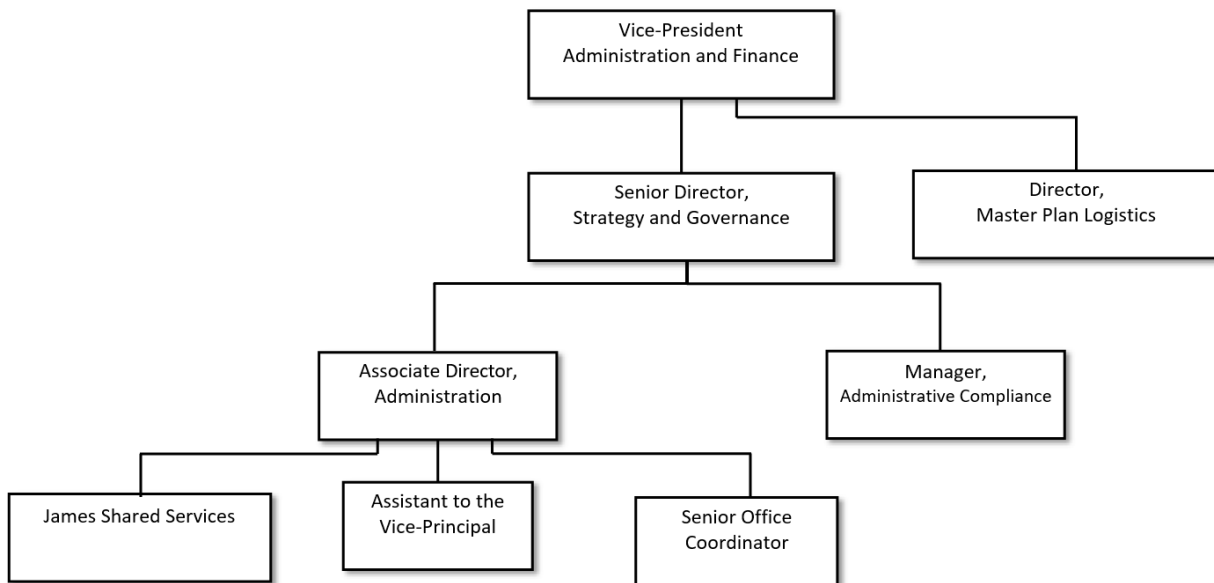 Vice-President
Administration and Finance
Senior Director,
Strategy and Governance
Director,
Master Plan Logistics
Associate Director,
Administration
Manager,
Administrative Compliance
James Shared Services
Assistant to the
Vice-Principal
Senior Office
Coordinator